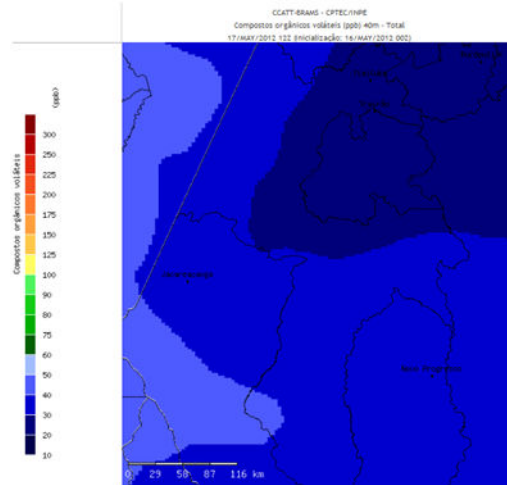 CCATT-BRAMS - CPTEC/INPE
Compostos orgânicos voláteis (ppb) 40m - Total
17/MAY/2012 12Z (Inicialização: 16/MAY/2012 00Z)
(ppb)
Compostos orgânicos voláteis
300
250
225
200
175
150
125
100
90
80
75
60
50
40
30
20
10
0 29 58 87 116 km